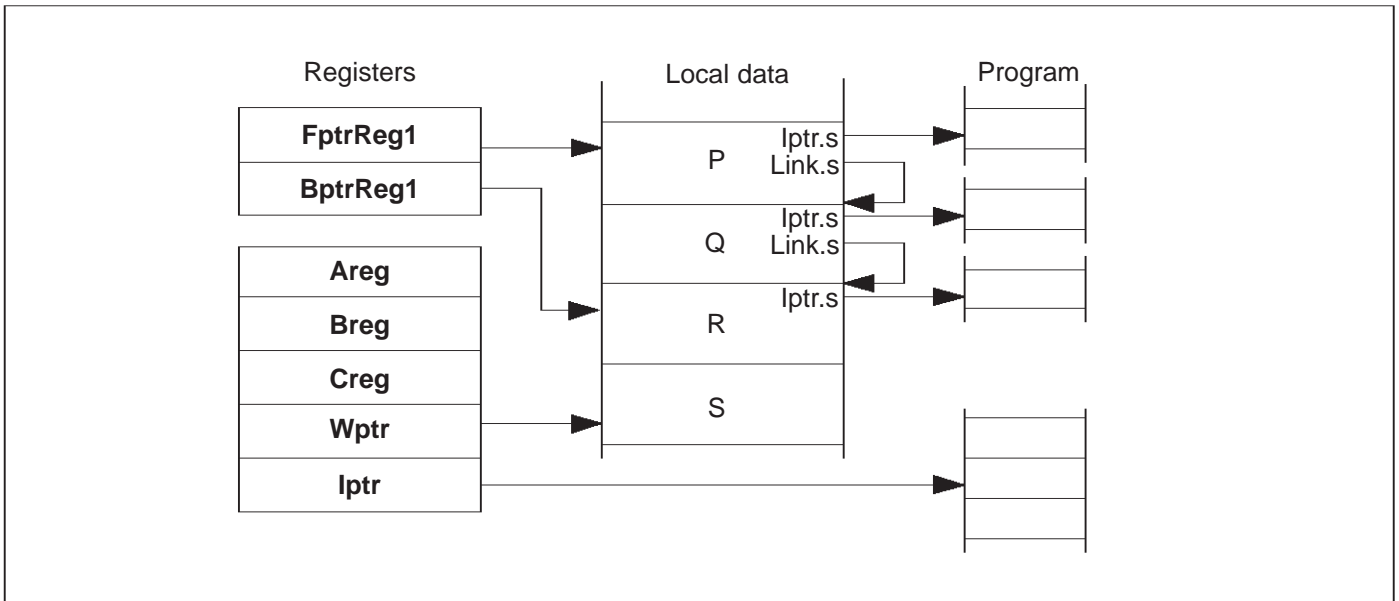 Registers
Local data
Program
FptrReg1
BptrReg1
Areg
Breg
Creg
Wptr
Iptr
P
Iptr.s
Link.s
Q
Iptr.s
Link.s
R
Iptr.s
S